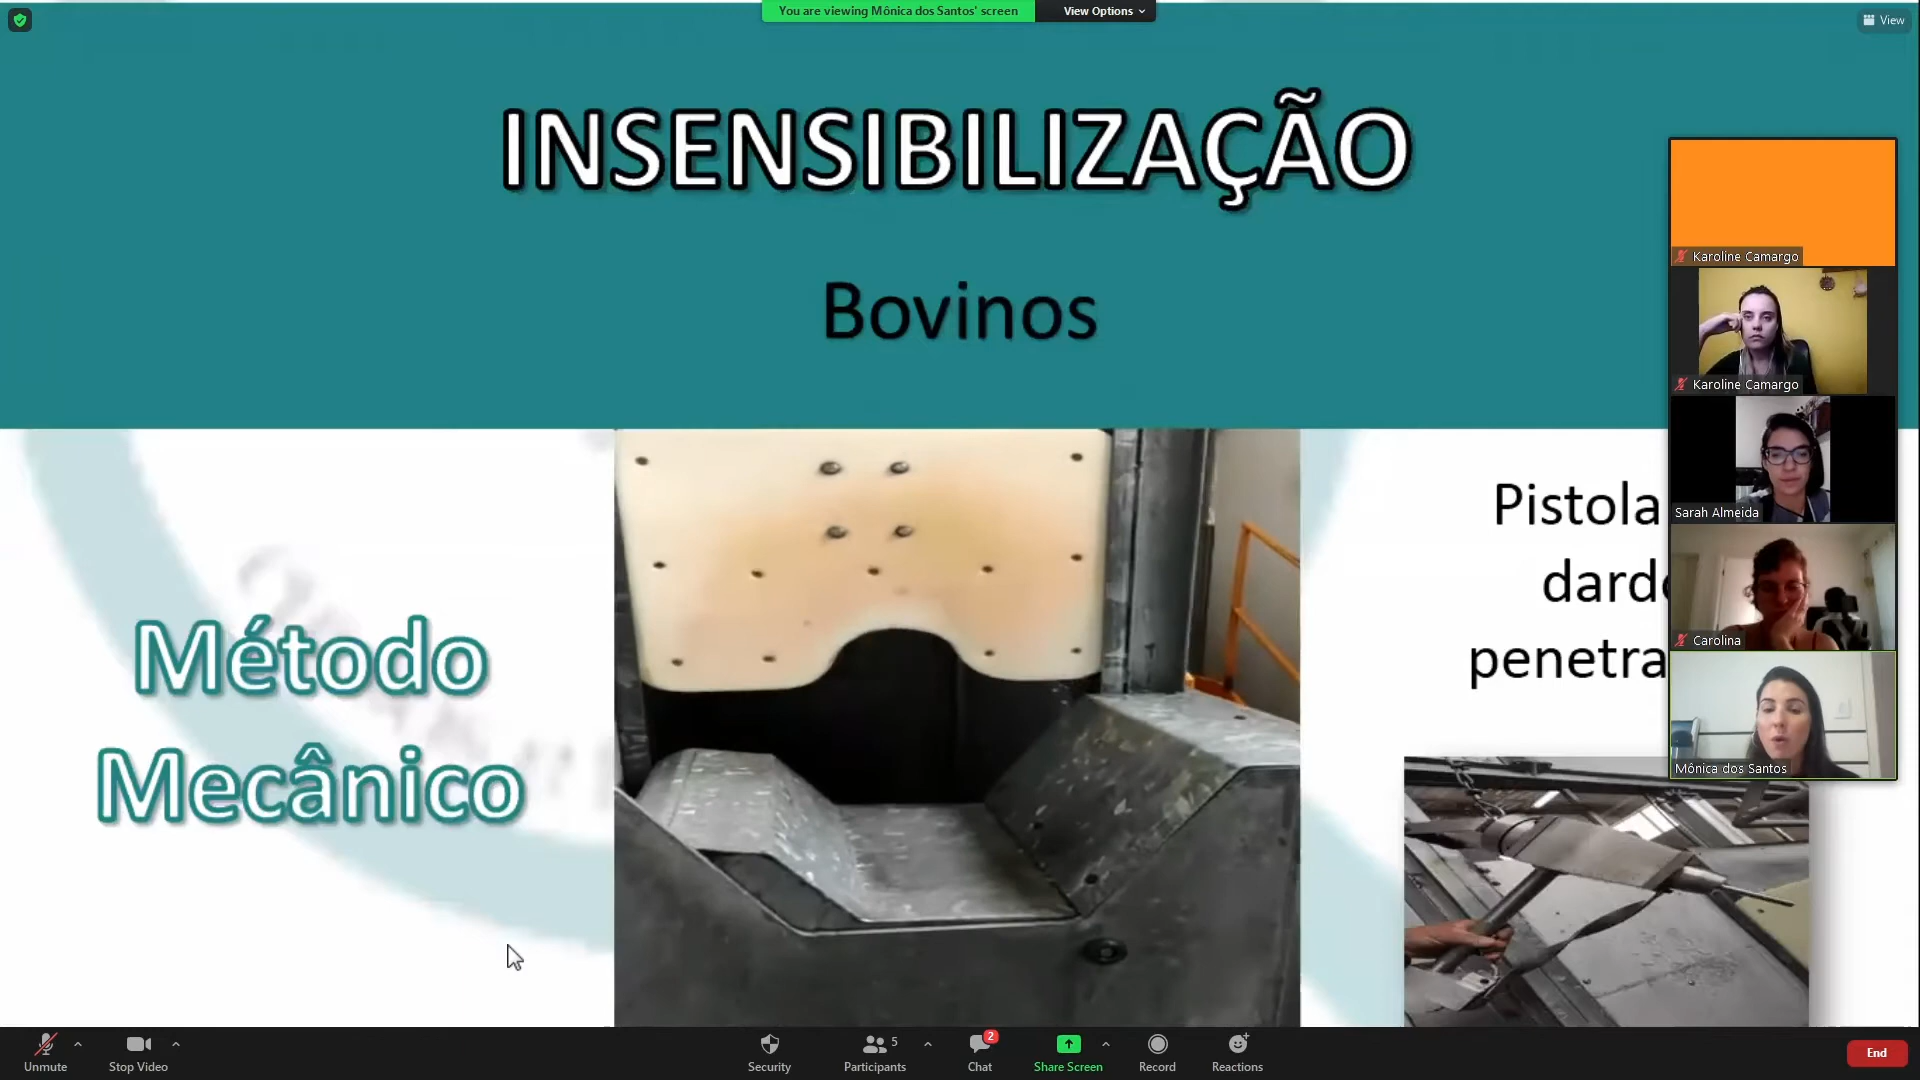 You are viewing Mônica dos Santos' screen
View Options
View
INSENSIBILIZAÇÃO
Bovinos
Método
Mecânico
Pistola
Karoline Camargo
Karoline Camargo
Sarah Almeida
Carolina
Mônica dos Santos
Unmute
Stop Video
Security
Participants
5
Chat
2
Share Screen
Record
Reactions
End